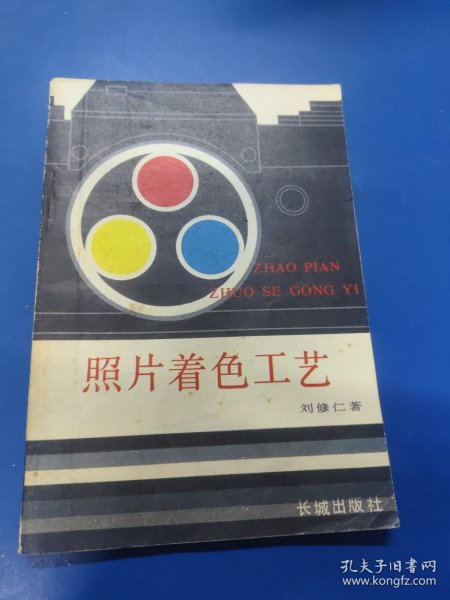 ZHAO PIAN
ZHUO SE GONG YI
照片着色工艺
刘修仁著
长城出版社
孔夫子旧书网
www.kongfz.com